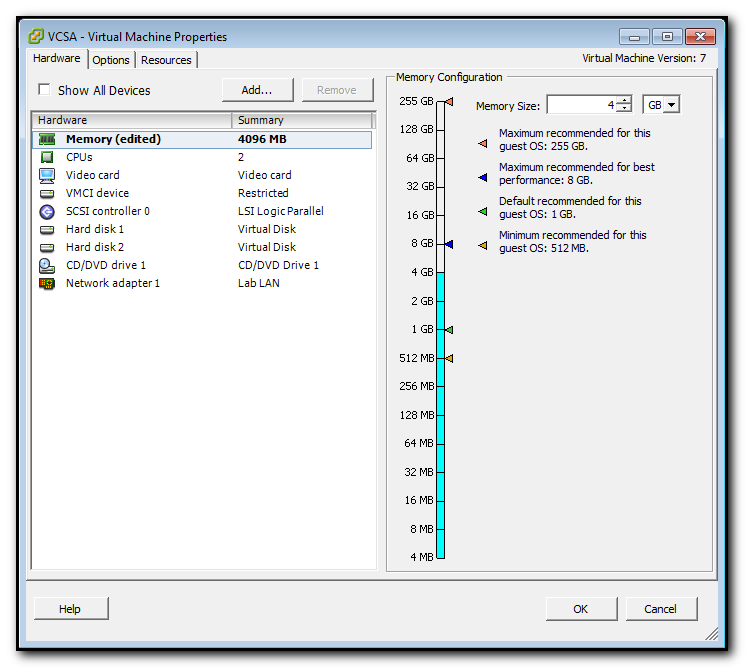 VCSA - Virtual Machine Properties
Hardware Options Resources
Virtual Machine Version: 7
Show All Devices
Add...
Remove
Hardware Summary
Memory (edited) 4096 MB
CPUs 2
Video card Video card
VMCI device Restricted
SCSI controller 0 LSI Logic Parallel
Hard disk 1 Virtual Disk
Hard disk 2 Virtual Disk
CD/DVD drive 1 CD/DVD Drive 1
Network adapter 1 Lab LAN
Memory Configuration
255 GB
128 GB
64 GB
32 GB
16 GB
8 GB
4 GB
2 GB
1 GB
512 MB
256 MB
128 MB
64 MB
32 MB
16 MB
8 MB
4 MB
Memory Size: 4 GB
Maximum recommended for this
guest OS: 255 GB.
Maximum recommended for best
performance: 8 GB.
Default recommended for this
guest OS: 1 GB.
Minimum recommended for this
guest OS: 512 MB.
Help
OK
Cancel